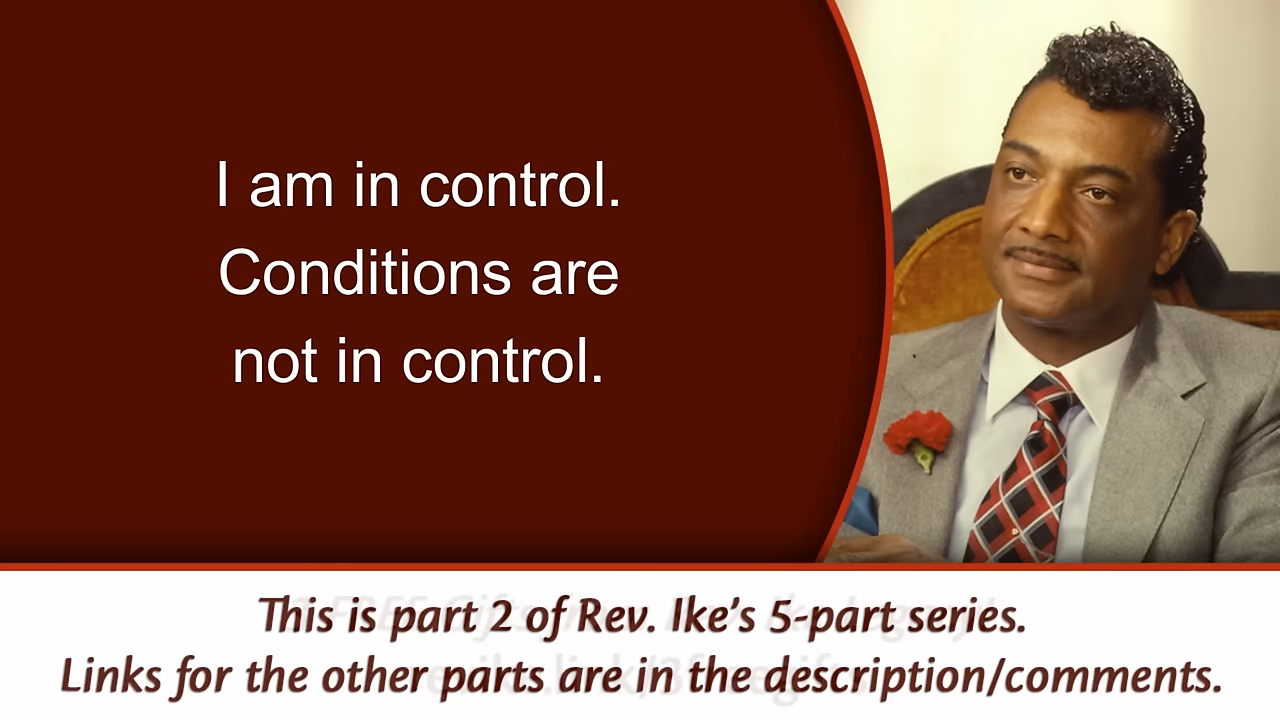 I am in control.
Conditions are
not in control.
This is part 2 of Rev. Ike's 5-part series.
Links for the other parts are in the description/comments.